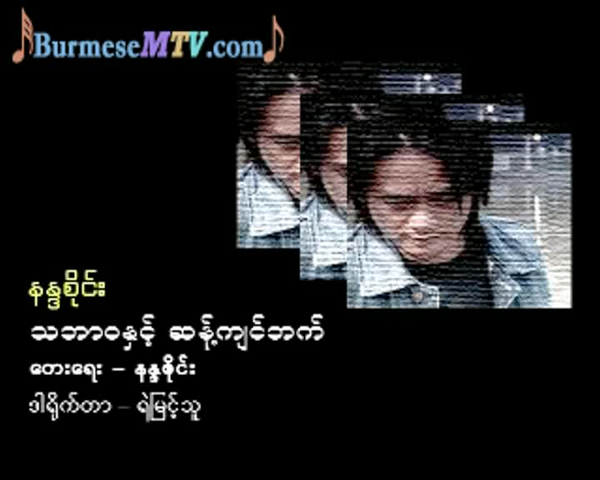 BurmeseMTV.com
နန္ဒစိုင်း
သဘာဝနှင့် ဆန့်ကျင်ဘက်
တေးရေး – နန္ဒစိုင်း
ဒါရိုက်တာ – ရဲမြင့်သူ